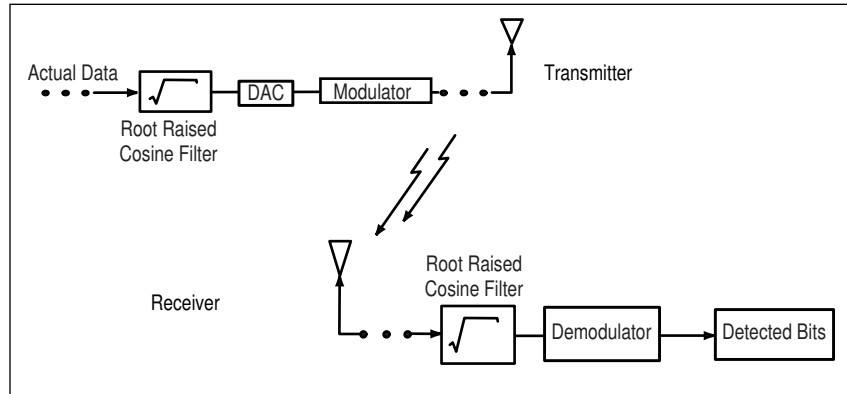 Actual Data
DAC
Modulator
Transmitter
Root Raised
Cosine Filter
Receiver
Root Raised
Cosine Filter
Demodulator
Detected Bits